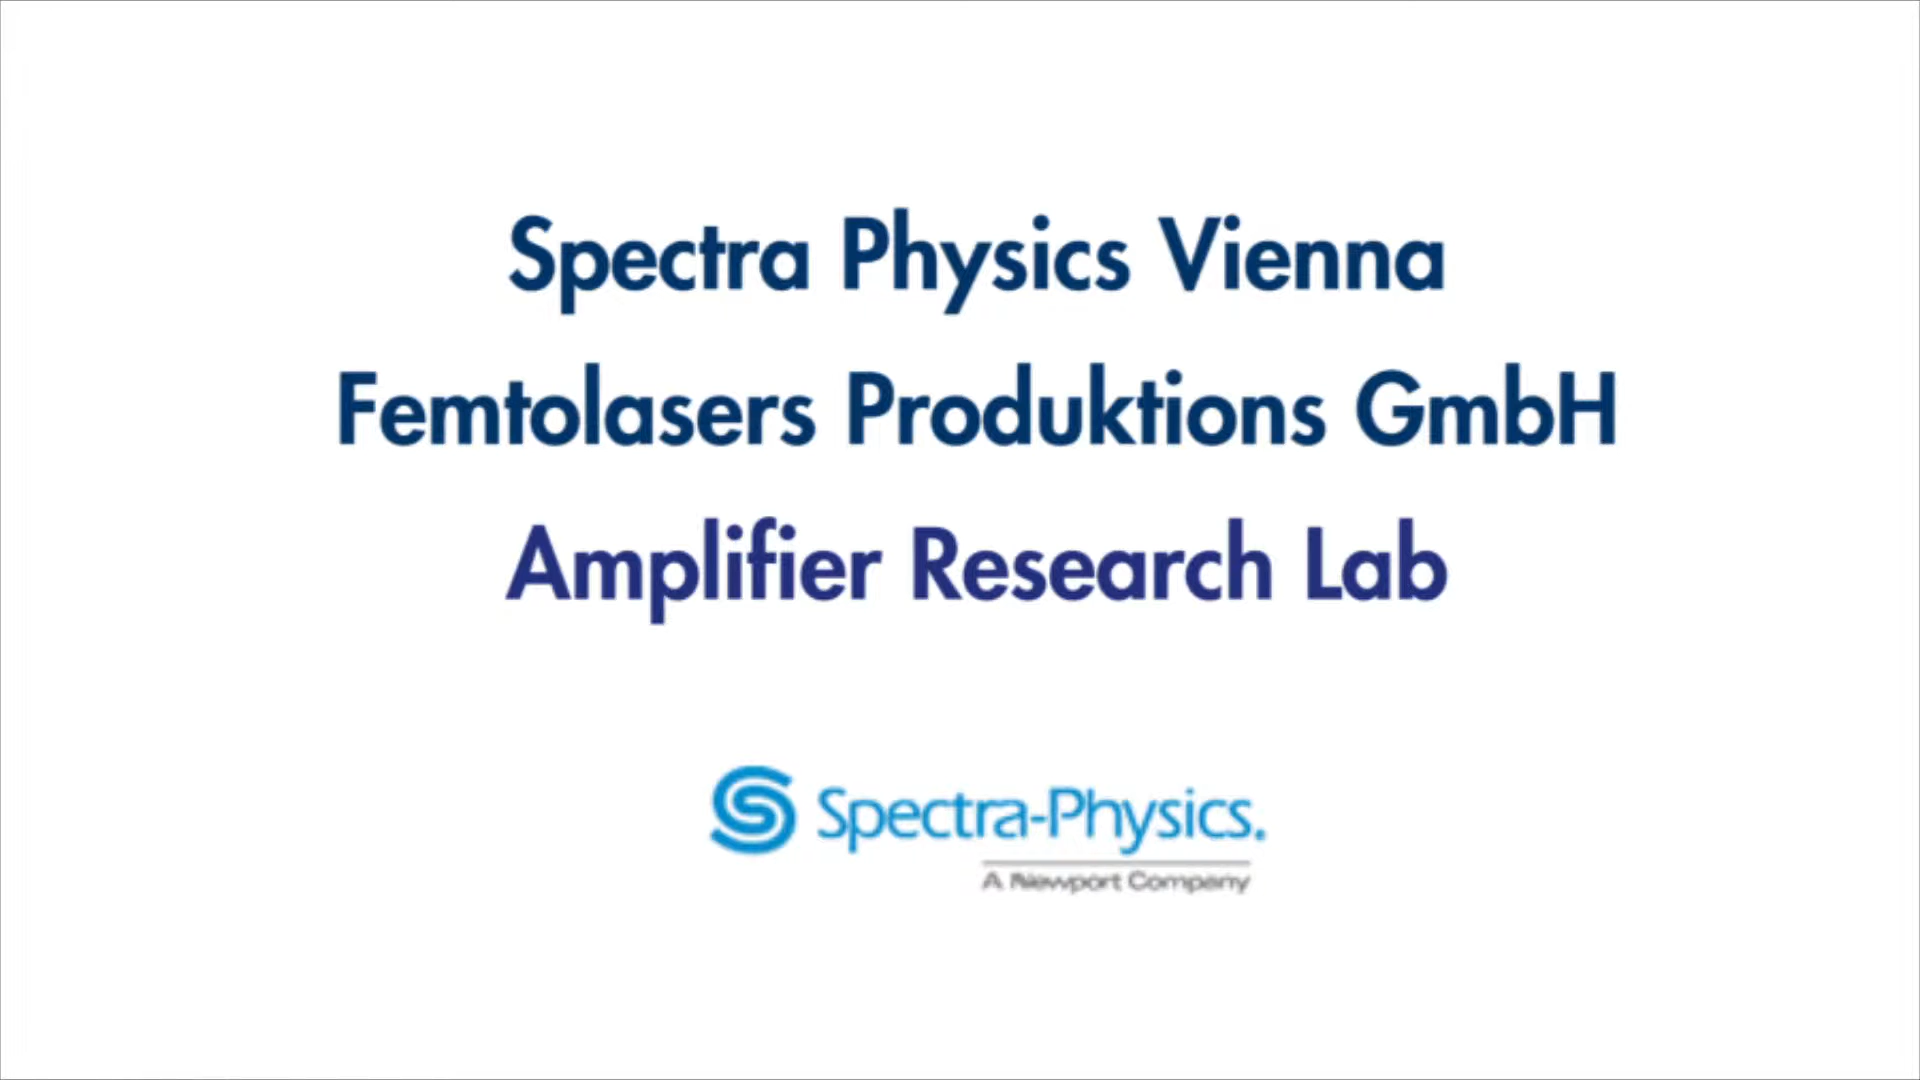 Spectra Physics Vienna
Femtolasers Produktions GmbH
Amplifier Research Lab
Spectra-Physics.
A Newport Company